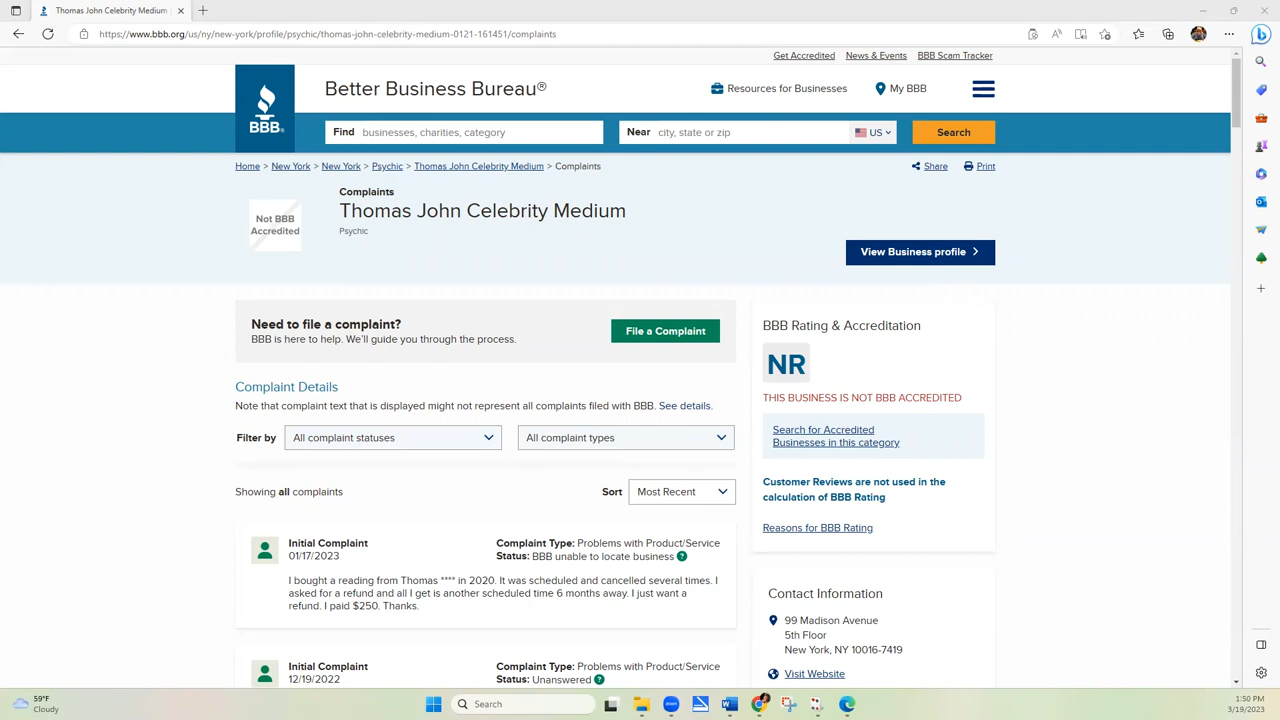 Thomas John Celebrity Medium |
https://www.bbb.org/us/ny/new-york/profile/psychic/thomas-john-celebrity-medium-0121-161451/complaints
Get Accredited News & Events BBB Scam Tracker
BBB®
Better Business Bureau®
Resources for Businesses
My BBB
Find businesses, charities, category
Near city, state or zip
US
Search
Home > New York > New York > Psychic > Thomas John Celebrity Medium > Complaints
Share
Print
Not BBB
Accredited
Complaints
Thomas John Celebrity Medium
Psychic
View Business profile >
Need to file a complaint?
BBB is here to help. We'll guide you through the process.
File a Complaint
Complaint Details
Note that complaint text that is displayed might not represent all complaints filed with BBB. See details.
Filter by All complaint statuses All complaint types
Showing all complaints
Sort Most Recent
Initial Complaint
01/17/2023
Complaint Type: Problems with Product/Service
Status: BBB unable to locate business ?
I bought a reading from Thomas **** in 2020. It was scheduled and cancelled several times. I
asked for a refund and all I get is another scheduled time 6 months away. I just want a
refund. I paid $250. Thanks.
Initial Complaint
12/19/2022
Complaint Type: Problems with Product/Service
Status: Unanswered ?
BBB Rating & Accreditation
NR
THIS BUSINESS IS NOT BBB ACCREDITED
Search for Accredited
Businesses in this category
Customer Reviews are not used in the
calculation of BBB Rating
Reasons for BBB Rating
Contact Information
99 Madison Avenue
5th Floor
New York, NY 10016-7419
Visit Website
59°F
Cloudy
Search
1:50 PM
3/19/2023